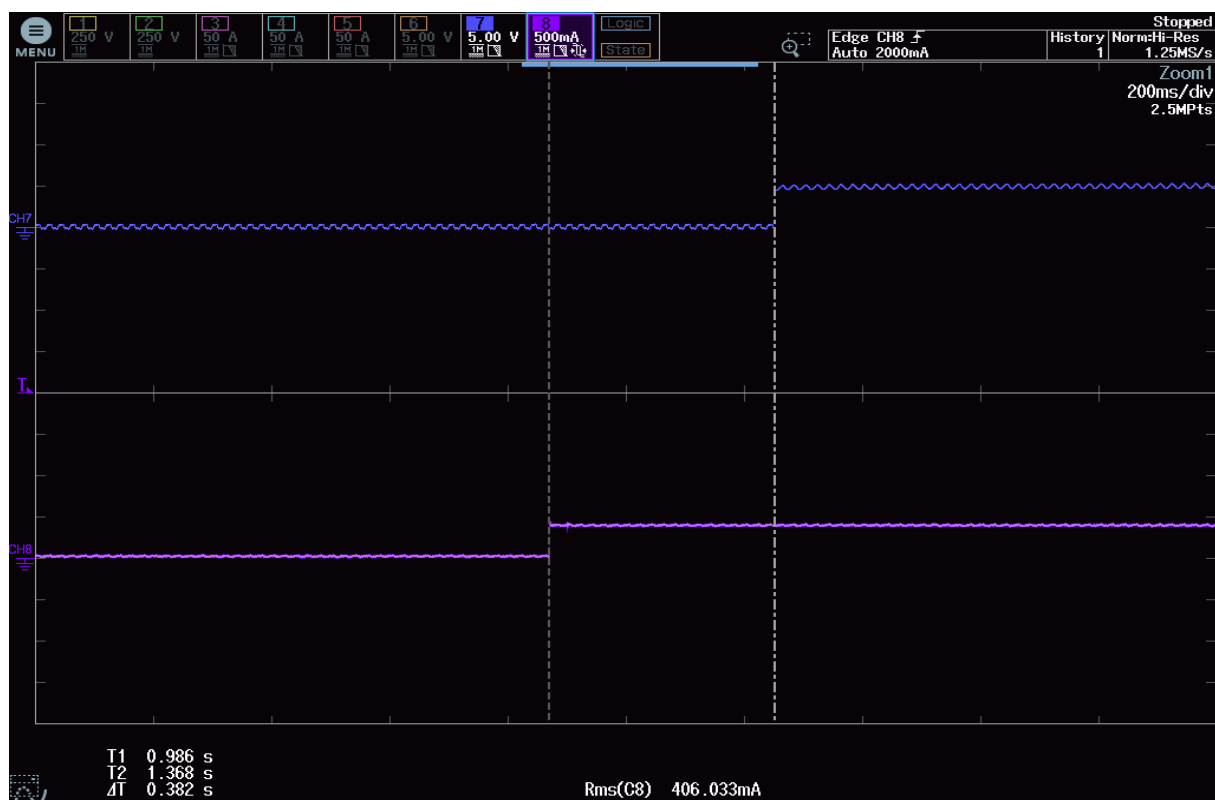 MENU
1 250 V 1M
2 250 V 1M
3 50 A 1M
4 50 A 1M
5 50 A 1M
6 5.00 V 1M
7 5.00 V 1M
8 500mA 1M
Logic
State
Edge CH8
Auto 2000mA
Stopped
History Norm:Hi-Res
1 1.25MS/s
Zoom1
200ms/div
2.5MPts
CH7
T
CH8
T1 0.986 s
T2 1.368 s
ΔT 0.382 s
Rms(C8) 406.033mA